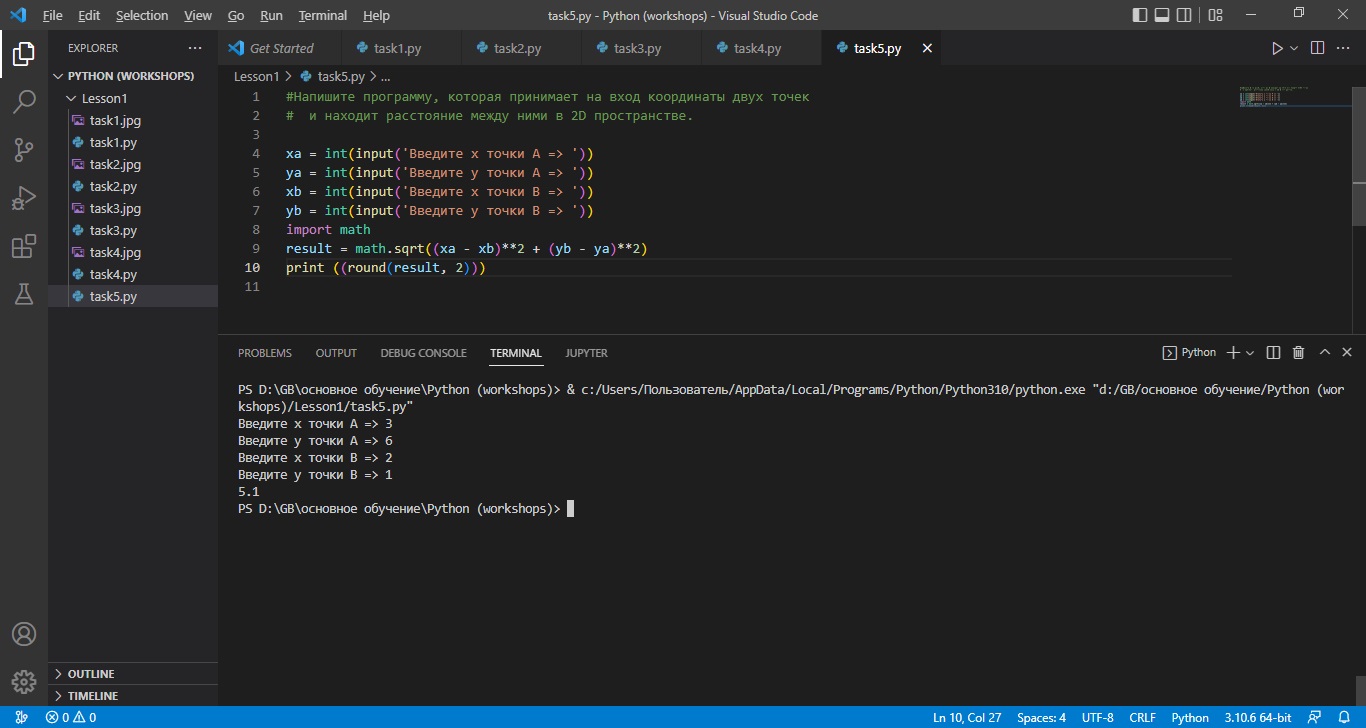 File Edit Selection View Go Run Terminal Help task5.py - Python (workshops) - Visual Studio Code
EXPLORER
PYTHON (WORKSHOPS)
Lesson1
task1.jpg
task1.py
task2.jpg
task2.py
task3.jpg
task3.py
task4.jpg
task4.py
task5.py
OUTLINE
TIMELINE
Get Started task1.py task2.py task3.py task4.py task5.py
Lesson1 > task5.py > ...
1 #Напишите программу, которая принимает на вход координаты двух точек
2 #  и находит расстояние между ними в 2D пространстве.
3
4 xa = int(input('Введите x точки A => '))
5 ya = int(input('Введите y точки A => '))
6 xb = int(input('Введите x точки B => '))
7 yb = int(input('Введите y точки B => '))
8 import math
9 result = math.sqrt((xa - xb)**2 + (yb - ya)**2)
10 print ((round(result, 2)))
11
PROBLEMS OUTPUT DEBUG CONSOLE TERMINAL JUPYTER Python
PS D:\GB\основное обучение\Python (workshops)> & c:/Users/Пользователь/AppData/Local/Programs/Python/Python310/python.exe "d:/GB/основное обучение/Python (wor
kshops)/Lesson1/task5.py"
Введите x точки A => 3
Введите y точки A => 6
Введите x точки B => 2
Введите y точки B => 1
5.1
PS D:\GB\основное обучение\Python (workshops)>
0 0 Ln 10, Col 27 Spaces: 4 UTF-8 CRLF Python 3.10.6 64-bit